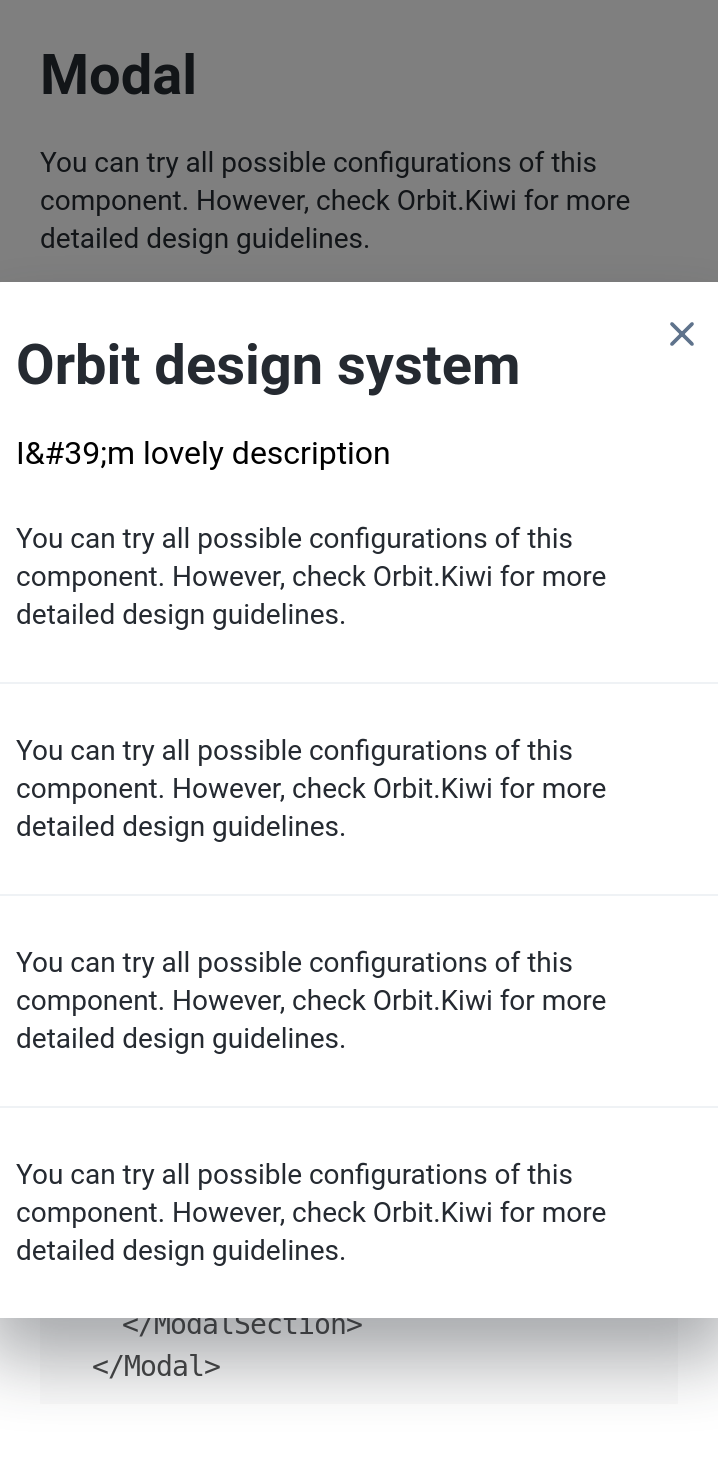 Modal
You can try all possible configurations of this
component. However, check Orbit.Kiwi for more
detailed design guidelines.
Orbit design system
I&#39;m lovely description
You can try all possible configurations of this
component. However, check Orbit.Kiwi for more
detailed design guidelines.
You can try all possible configurations of this
component. However, check Orbit.Kiwi for more
detailed design guidelines.
You can try all possible configurations of this
component. However, check Orbit.Kiwi for more
detailed design guidelines.
You can try all possible configurations of this
component. However, check Orbit.Kiwi for more
detailed design guidelines.
</ModalSection>
</Modal>